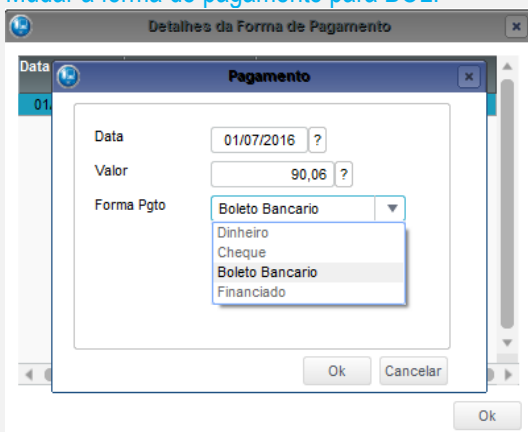 Mudar a forma de pagamento para BOL.
Detalhes da Forma de Pagamento
Data
Pagamento
01/
Data 01/07/2016 ?
Valor 90,06 ?
Forma Pgto Boleto Bancario
Dinheiro
Cheque
Boleto Bancario
Financiado
Ok Cancelar
Ok